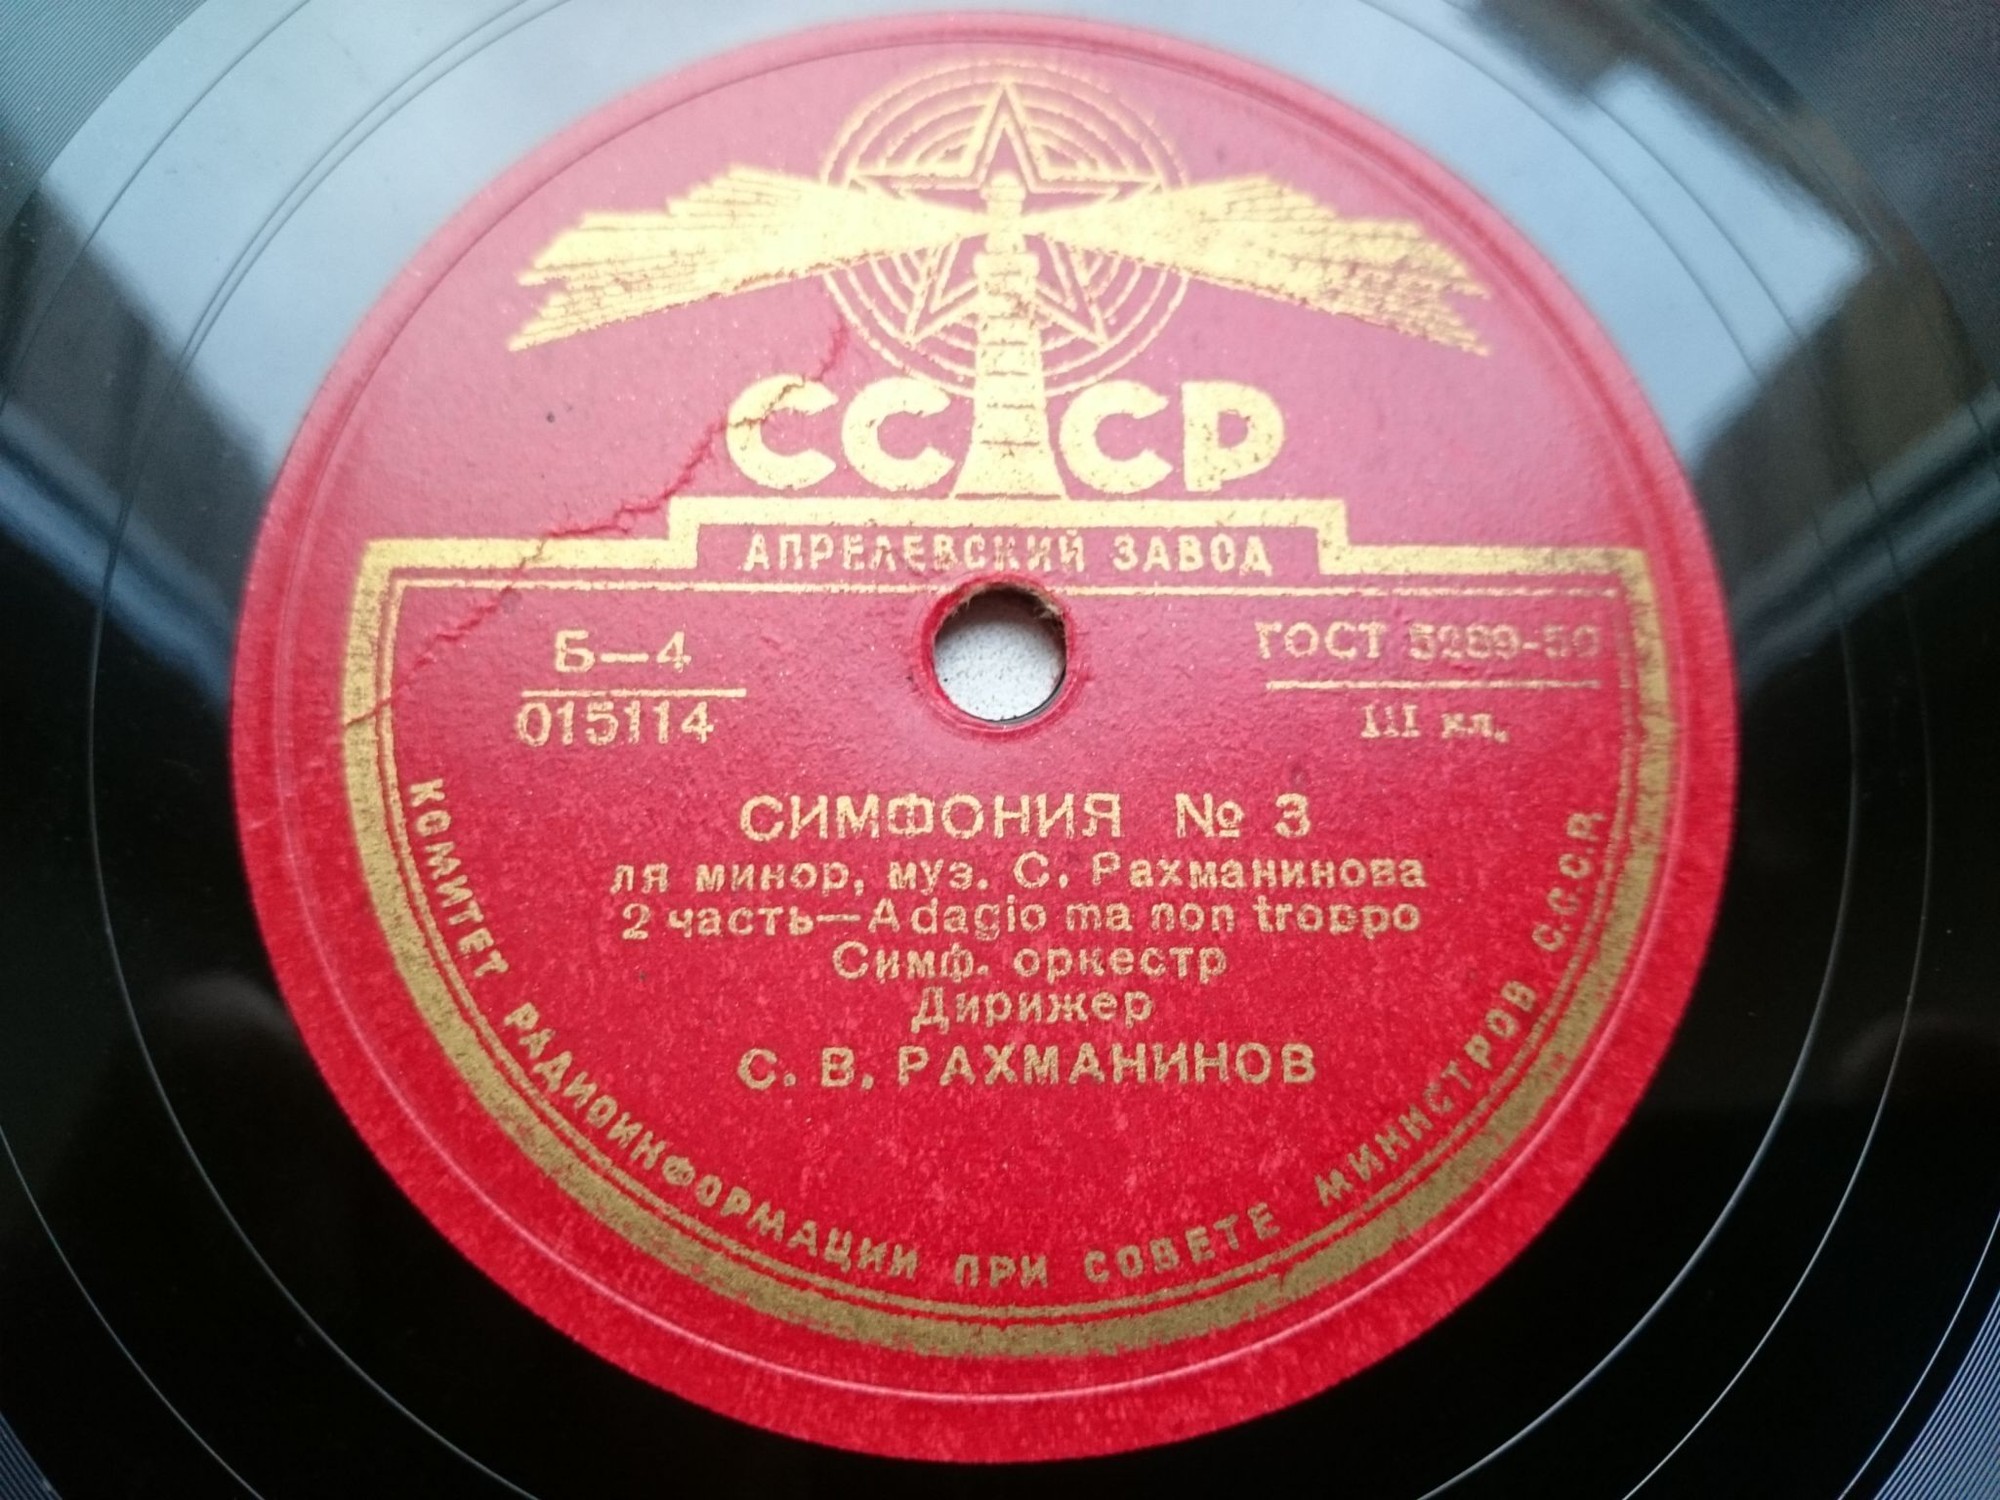 СССР
АПРЕЛЕВСКИЙ ЗАВОД
Б—4
015114
ГОСТ 5289-50
III кл.
СИМФОНИЯ № 3
ля минор, муз. С. Рахманинова
2 часть—Adagio ma non troppo
Симф. оркестр
Дирижер
С. В. РАХМАНИНОВ
КОМИТЕТ РАДИОИНФОРМАЦИИ ПРИ СОВЕТЕ МИНИСТРОВ С.С.С.Р.